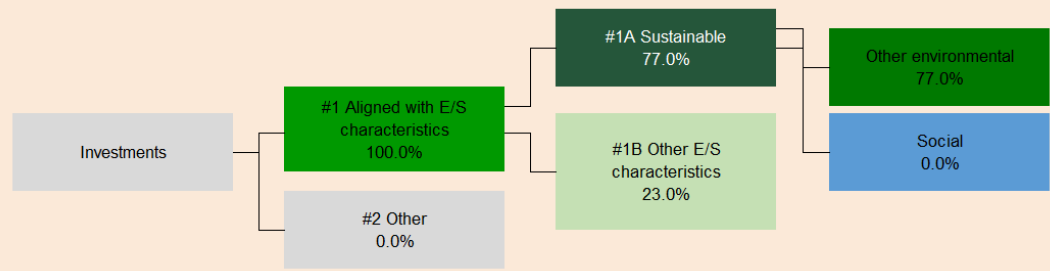 Investments
#1 Aligned with E/S
characteristics
100.0%
#2 Other
0.0%
#1A Sustainable
77.0%
#1B Other E/S
characteristics
23.0%
Other environmental
77.0%
Social
0.0%